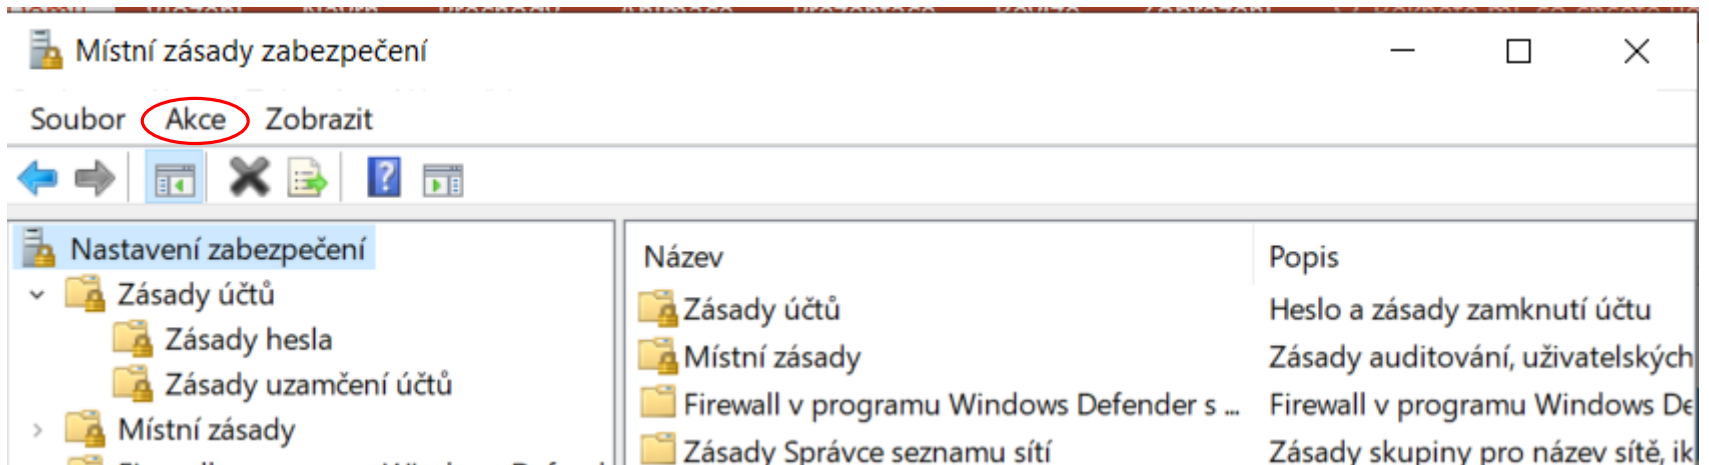 Místní zásady zabezpečení
Soubor Akce Zobrazit
Nastavení zabezpečení
Zásady účtů
Zásady hesla
Zásady uzamčení účtů
Místní zásady
Název Popis
Zásady účtů Heslo a zásady zamknutí účtu
Místní zásady Zásady auditování, uživatelských
Firewall v programu Windows Defender s ... Firewall v programu Windows De
Zásady Správce seznamu sítí Zásady skupiny pro název sítě, ik